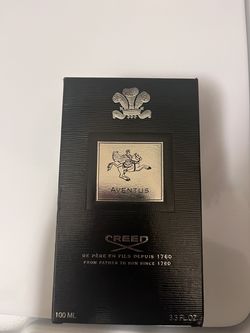 AVENTUS
CREED
DE PÈRE EN FILS DEPUIS 1760
FROM FATHER TO SON SINCE 1760
100 ML
3.3 FL.OZ